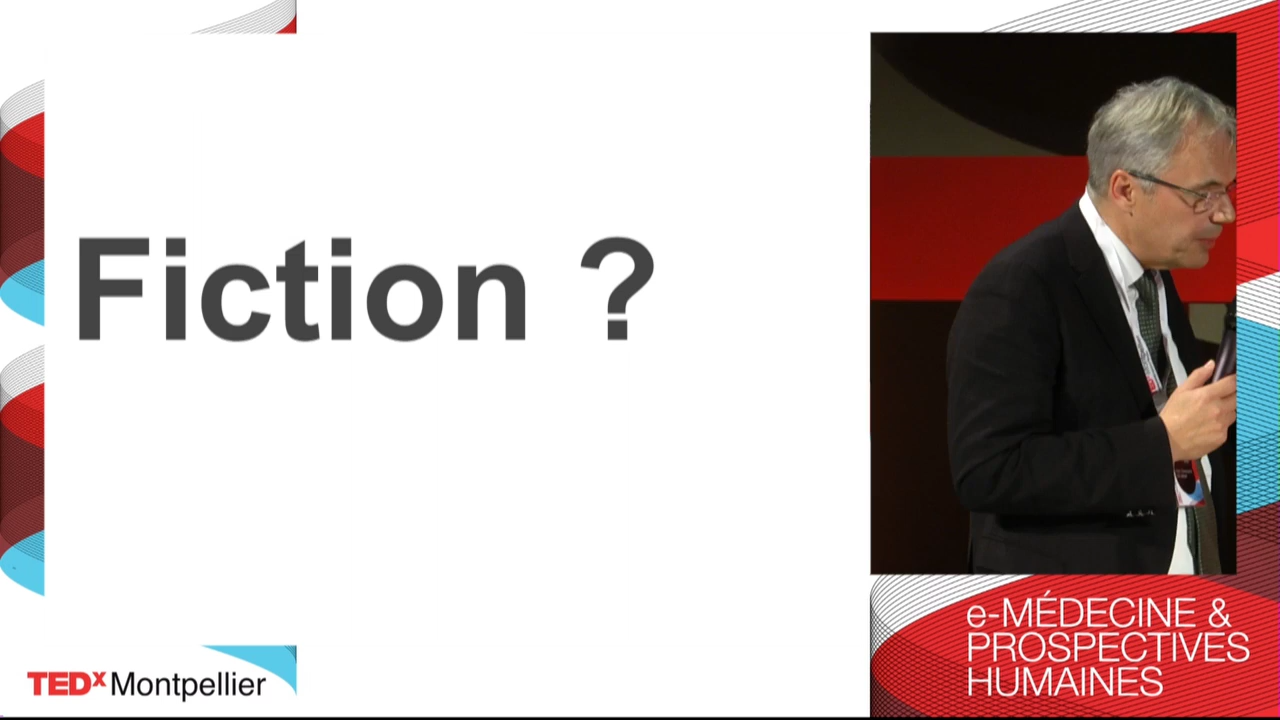 Fiction ?
TEDxMontpellier
e-MÉDECINE &
PROSPECTIVES
HUMAINES